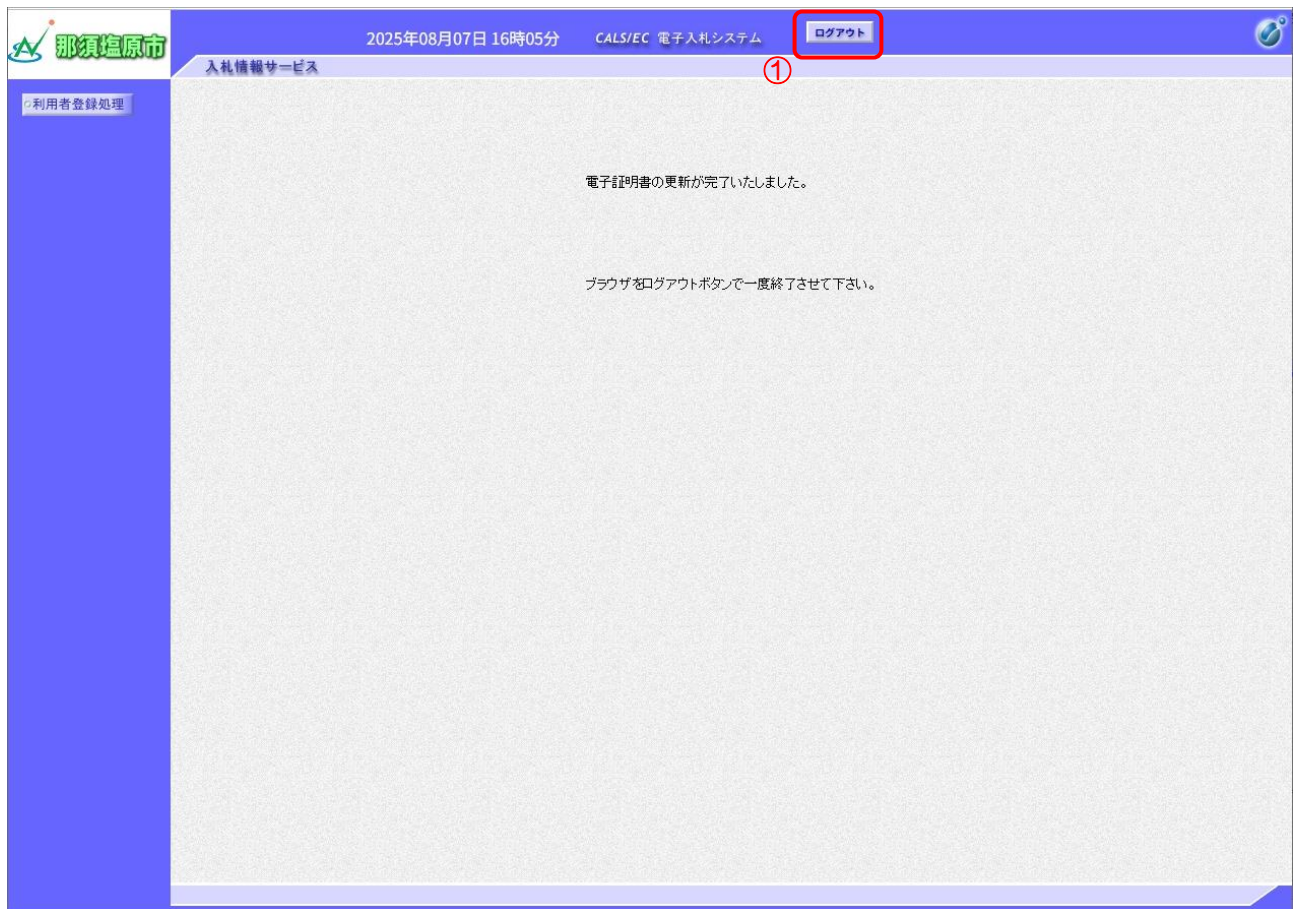 那須塩原市
2025年08月07日 16時05分 CALS/EC 電子入札システム ログアウト
①
入札情報サービス
○利用者登録処理
電子証明書の更新が完了いたしました。
ブラウザをログアウトボタンで一度終了させて下さい。